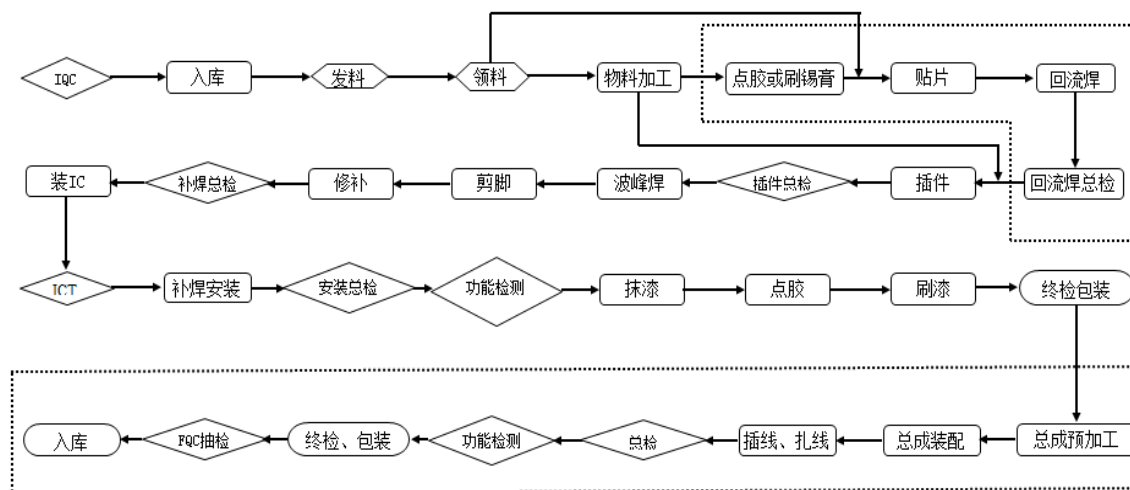 IQC
入库
发料
领料
物料加工
点胶或刷锡膏
贴片
回流焊
装IC
补焊总检
修补
剪脚
波峰焊
插件总检
插件
回流焊总检
ICT
补焊安装
安装总检
功能检测
抹漆
点胶
刷漆
终检包装
入库
FQC抽检
终检、包装
功能检测
总检
插线、扎线
总成装配
总成预加工